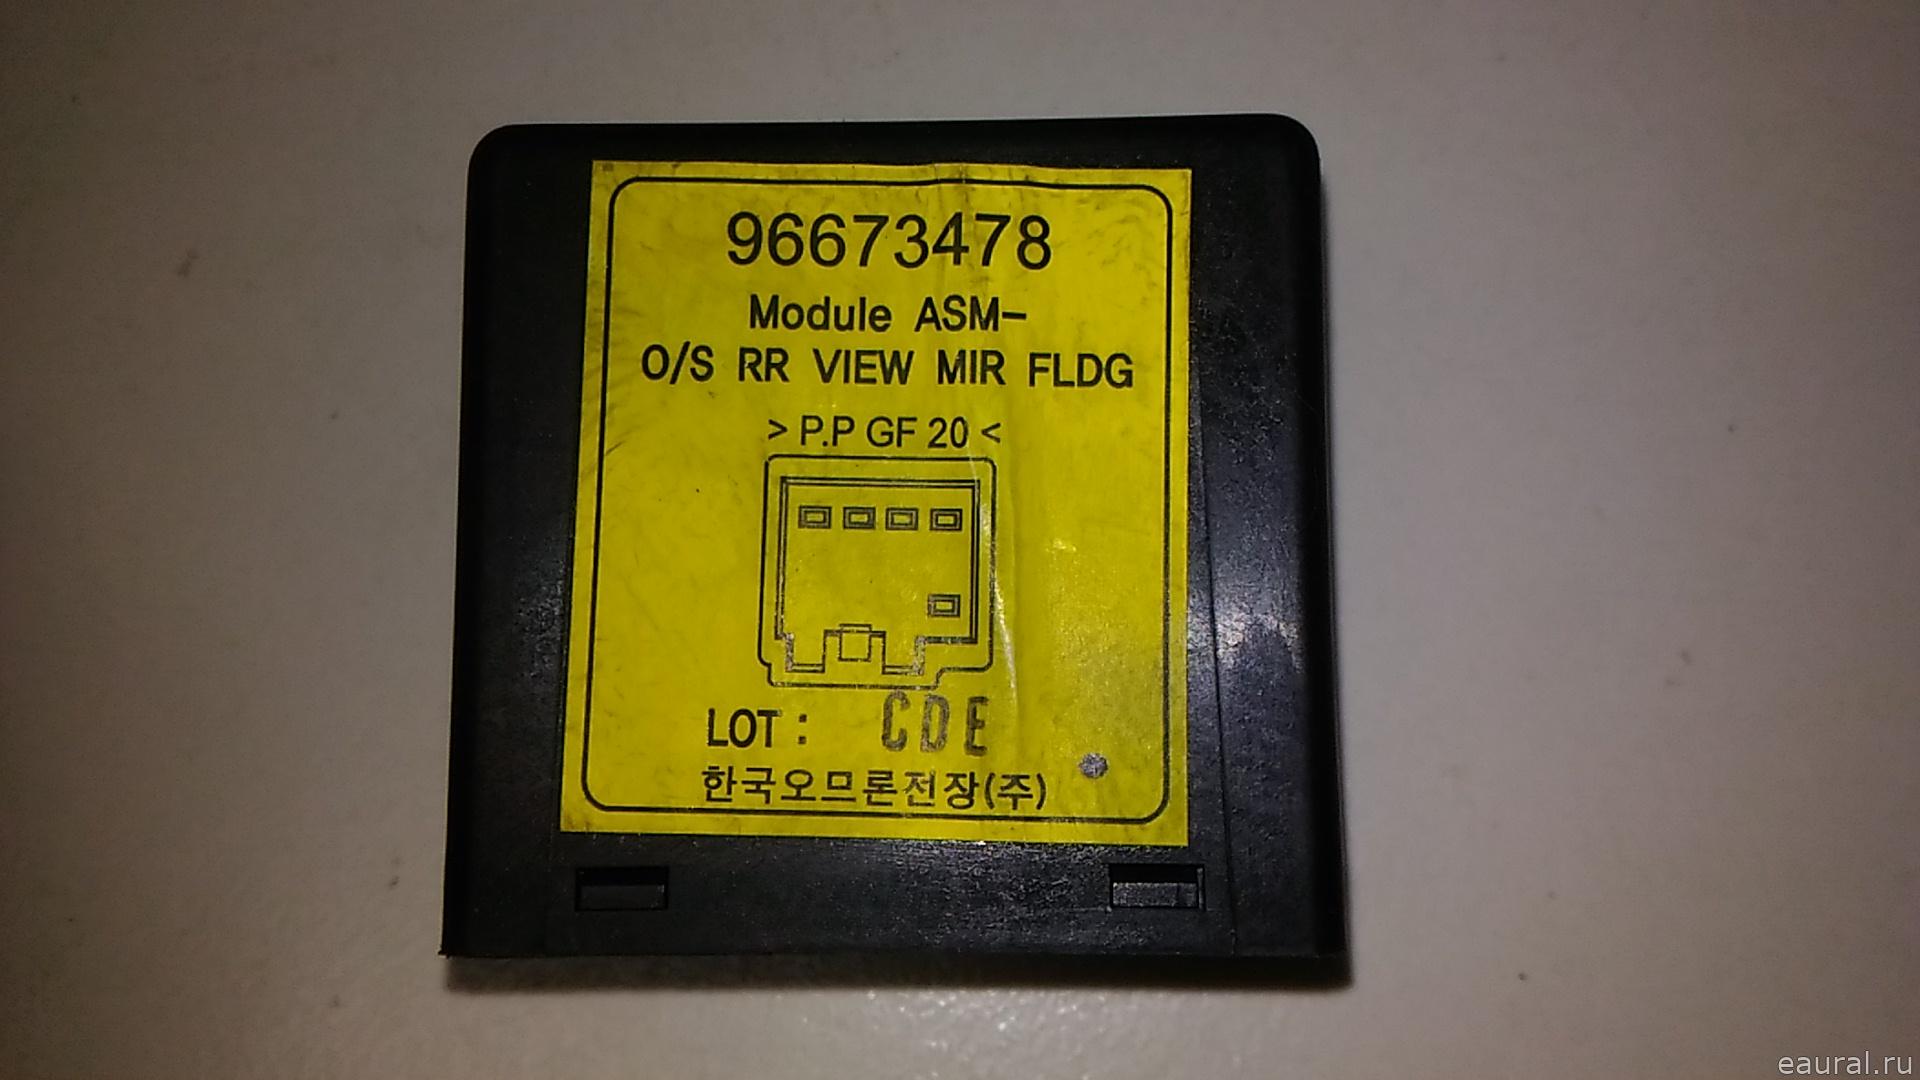 96673478
Module ASM-
O/S RR VIEW MIR FLDG
> P.P GF 20 <
LOT : CDE
한국오므론전장(주)
eaural.ru